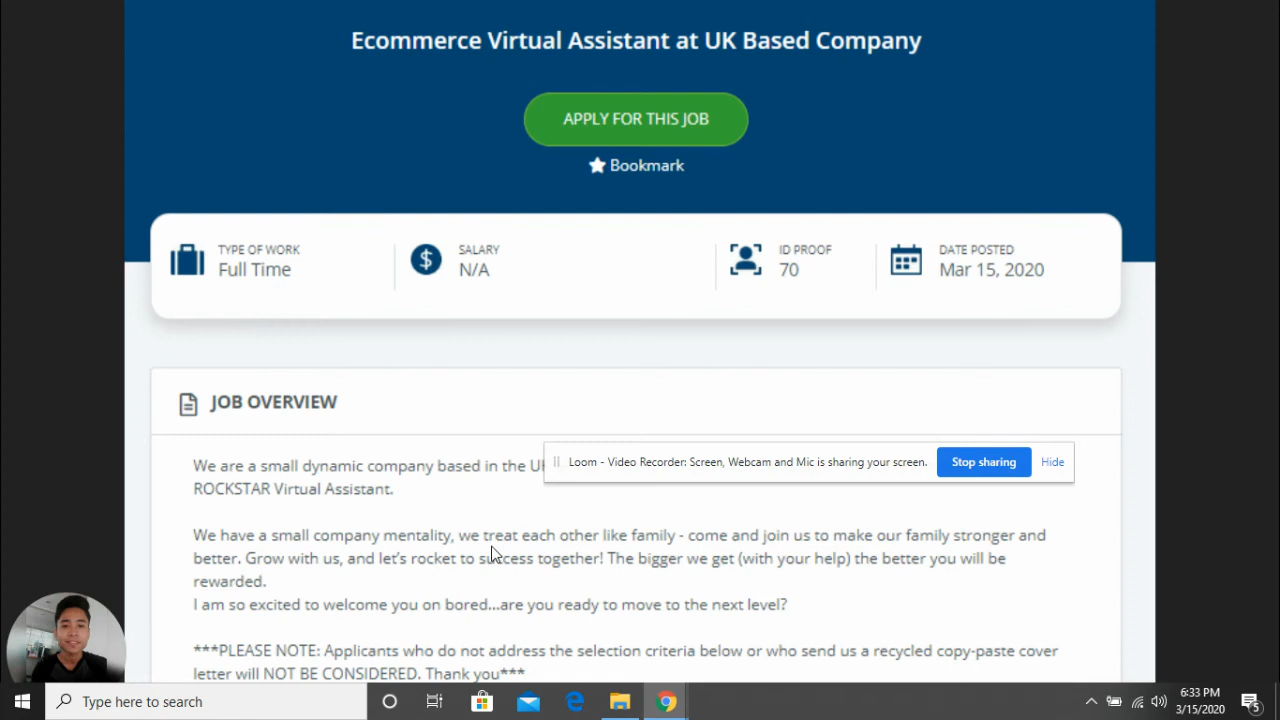 Ecommerce Virtual Assistant at UK Based Company
APPLY FOR THIS JOB
Bookmark
TYPE OF WORK
Full Time
SALARY
N/A
ID PROOF
70
DATE POSTED
Mar 15, 2020
JOB OVERVIEW
We are a small dynamic company based in the
Loom - Video Recorder: Screen, Webcam and Mic is sharing your screen.
Stop sharing
Hide
ROCKSTAR Virtual Assistant.
We have a small company mentality, we treat each other like family - come and join us to make our family stronger and
better. Grow with us, and let's rocket to success together! The bigger we get (with your help) the better you will be
rewarded.
I am so excited to welcome you on bored...are you ready to move to the next level?
***PLEASE NOTE: Applicants who do not address the selection criteria below or who send us a recycled copy-paste cover
letter will NOT BE CONSIDERED. Thank you***
Type here to search
6:33 PM
3/15/2020
5